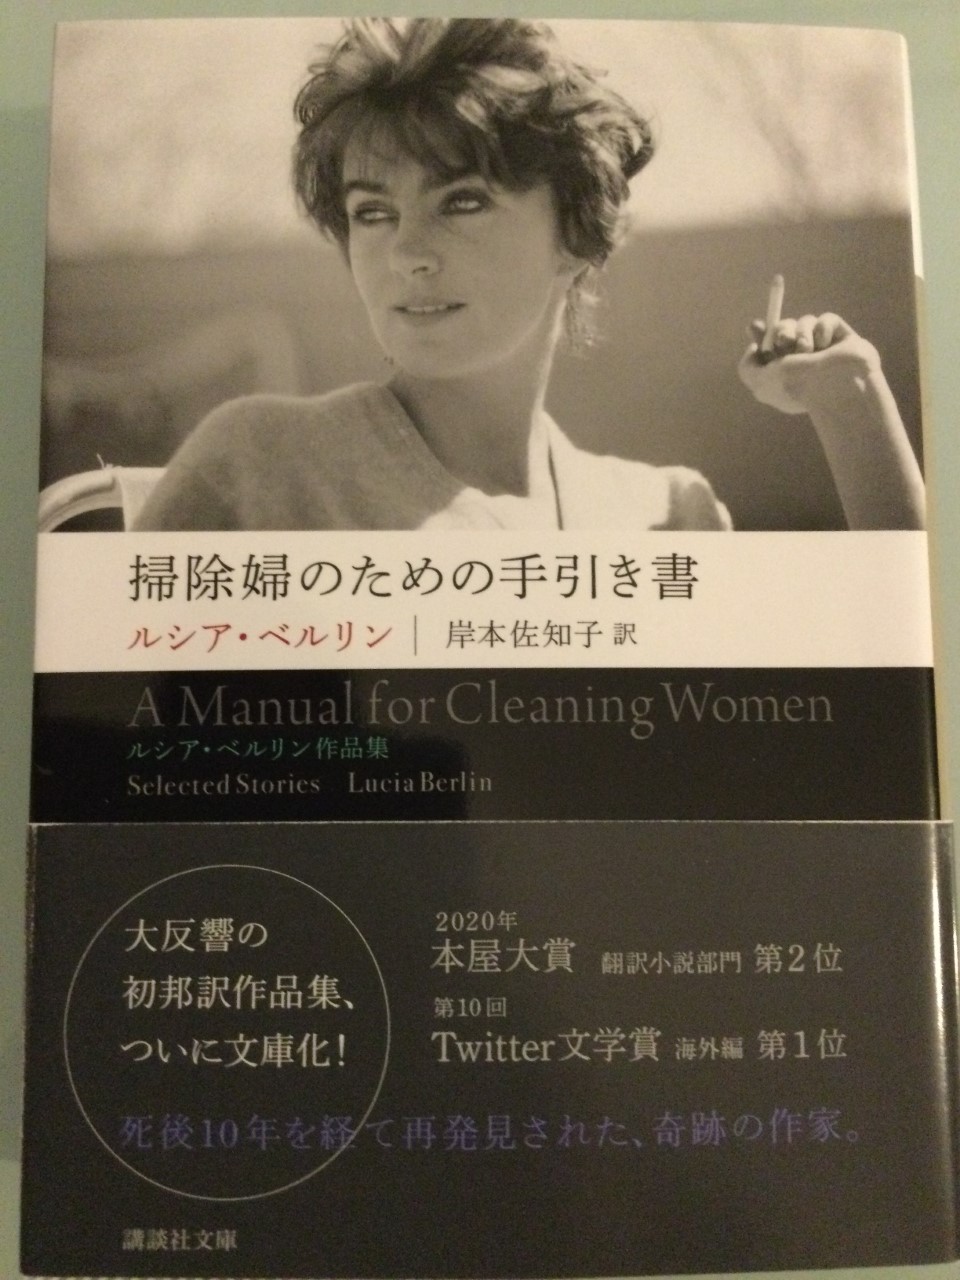 掃除婦のための手引き書
ルシア・ベルリン│岸本佐知子 訳
A Manual for Cleaning Women
ルシア・ベルリン作品集
Selected Stories Lucia Berlin
大反響の
初邦訳作品集、
ついに文庫化!
2020年
本屋大賞 翻訳小説部門 第2位
第10回
Twitter文学賞 海外編 第1位
死後10年を経て再発見された、奇跡の作家。
講談社文庫